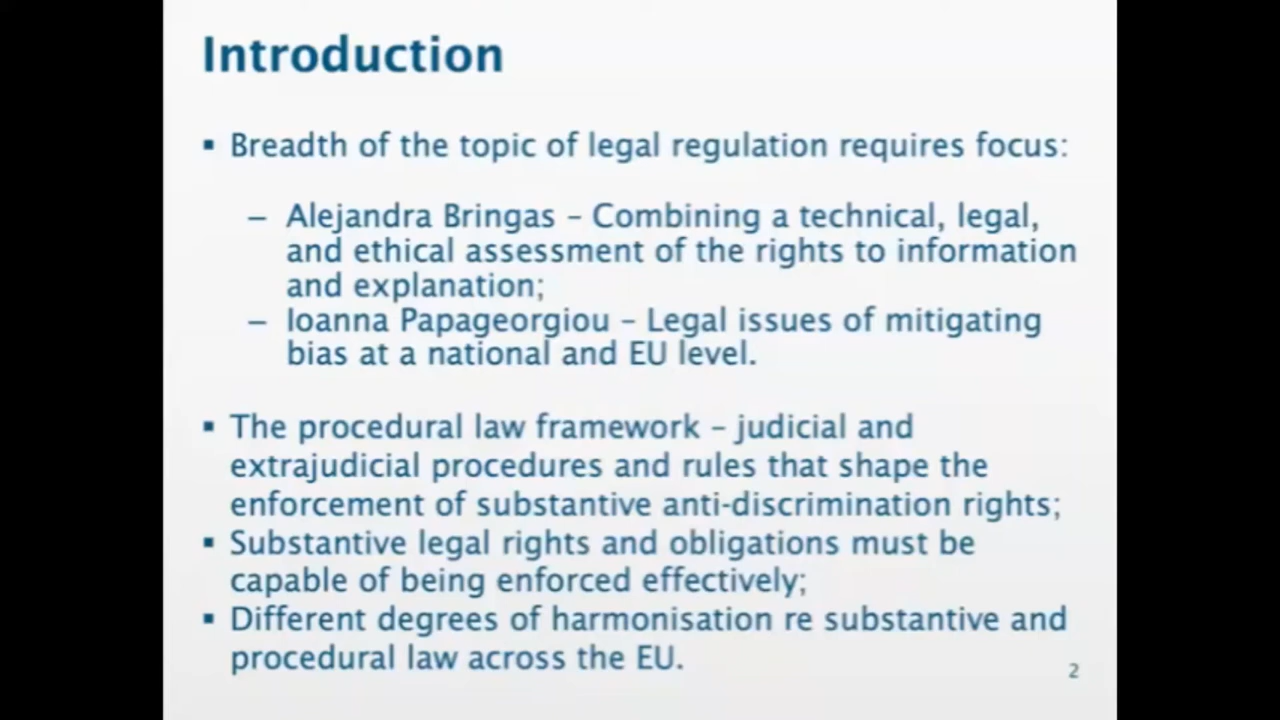 Introduction
▪ Breadth of the topic of legal regulation requires focus:
– Alejandra Bringas – Combining a technical, legal,
and ethical assessment of the rights to information
and explanation;
– Ioanna Papageorgiou – Legal issues of mitigating
bias at a national and EU level.
▪ The procedural law framework – judicial and
extrajudicial procedures and rules that shape the
enforcement of substantive anti-discrimination rights;
▪ Substantive legal rights and obligations must be
capable of being enforced effectively;
▪ Different degrees of harmonisation re substantive and
procedural law across the EU.
2